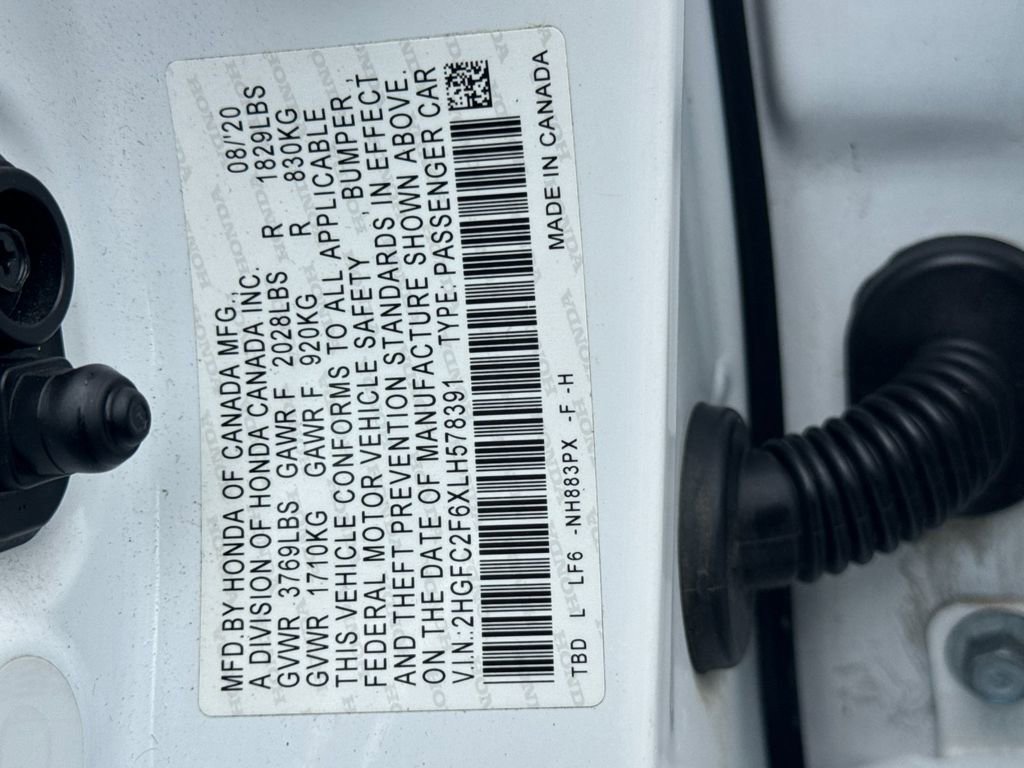 MFD.BY HONDA OF CANADA MFG., 08/'20
A DIVISION OF HONDA CANADA INC.
GVWR 3769LBS GAWR F 2028LBS R 1829LBS
GVWR 1710KG GAWR F 920KG R 830KG
THIS VEHICLE CONFORMS TO ALL APPLICABLE
FEDERAL MOTOR VEHICLE SAFETY, BUMPER,
AND THEFT PREVENTION STANDARDS IN EFFECT
ON THE DATE OF MANUFACTURE SHOWN ABOVE.
V.I.N.:2HGFC2F6XLH578391 TYPE:PASSENGER CAR
TBD L LF6 -NH883PX -F -H MADE IN CANADA